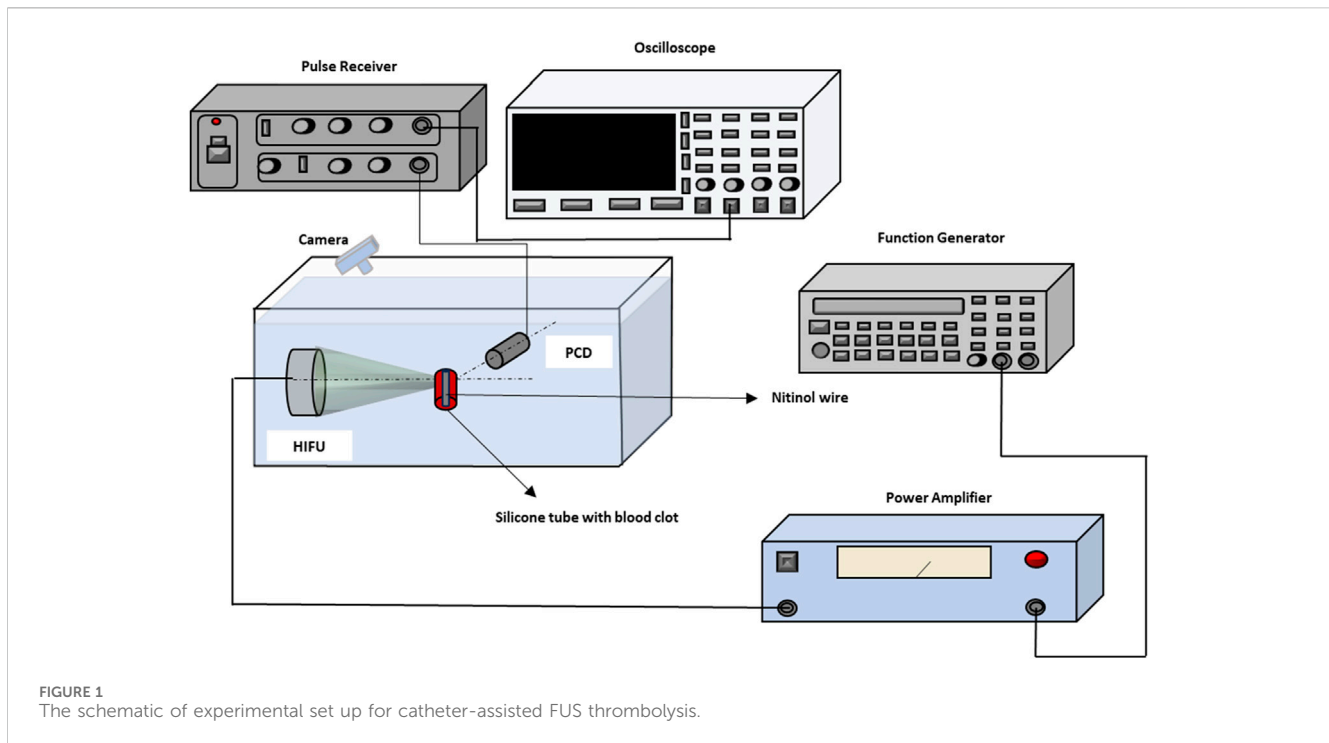 Oscilloscope
Pulse Receiver
Camera
Function Generator
PCD
Nitinol wire
HIFU
Silicone tube with blood clot
Power Amplifier
FIGURE 1
The schematic of experimental set up for catheter-assisted FUS thrombolysis.